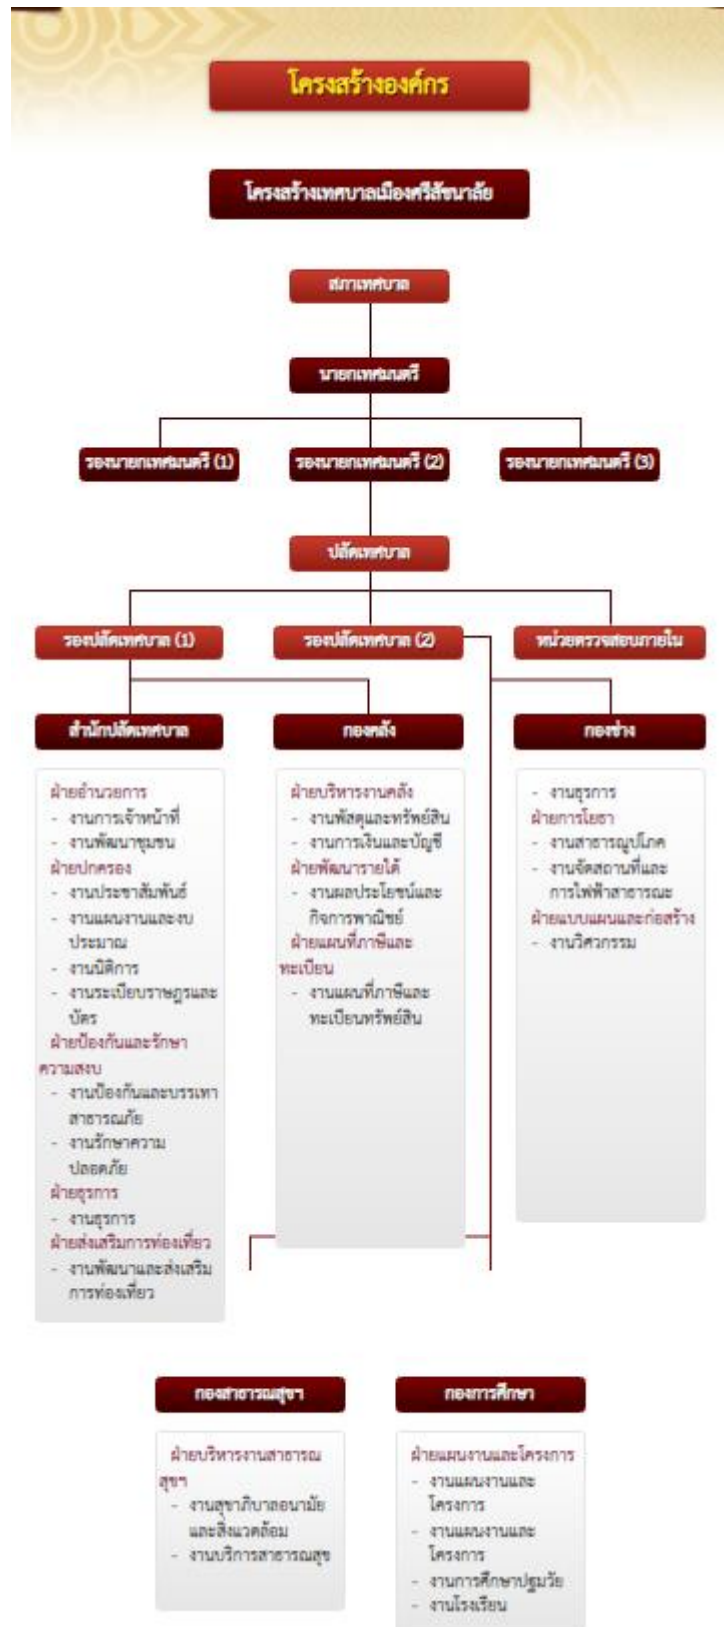 โครงสร้างองค์กร
โครงสร้างเทศบาลเมืองศรีสัชนาลัย
สภาเทศบาล
นายกเทศมนตรี
รองนายกเทศมนตรี (1)
รองนายกเทศมนตรี (2)
รองนายกเทศมนตรี (3)
ปลัดเทศบาล
รองปลัดเทศบาล (1)
รองปลัดเทศบาล (2)
หน่วยตรวจสอบภายใน
สำนักปลัดเทศบาล
ฝ่ายอำนวยการ
- งานการเจ้าหน้าที่
- งานพัฒนาชุมชน
ฝ่ายปกครอง
- งานประชาสัมพันธ์
- งานแผนงานและงบ
ประมาณ
- งานนิติการ
- งานระเบียบราษฎรและ
บัตร
ฝ่ายป้องกันและรักษา
ความสงบ
- งานป้องกันและบรรเทา
สาธารณภัย
- งานรักษาความ
ปลอดภัย
ฝ่ายธุรการ
- งานธุรการ
ฝ่ายส่งเสริมการท่องเที่ยว
- งานพัฒนาและส่งเสริม
การท่องเที่ยว
กองคลัง
ฝ่ายบริหารงานคลัง
- งานพัสดุและทรัพย์สิน
- งานการเงินและบัญชี
ฝ่ายพัฒนารายได้
- งานผลประโยชน์และ
กิจการพาณิชย์
ฝ่ายแผนที่ภาษีและ
ทะเบียน
- งานแผนที่ภาษีและ
ทะเบียนทรัพย์สิน
กองช่าง
- งานธุรการ
ฝ่ายการโยธา
- งานสาธารณูปโภค
- งานจัดสถานที่และ
การไฟฟ้าสาธารณะ
ฝ่ายแบบแผนและก่อสร้าง
- งานวิศวกรรม
กองสาธารณสุขฯ
ฝ่ายบริหารงานสาธารณ
สุขฯ
- งานสุขาภิบาลอนามัย
และสิ่งแวดล้อม
- งานบริการสาธารณสุข
กองการศึกษา
ฝ่ายแผนงานและโครงการ
- งานแผนงานและ
โครงการ
- งานแผนงานและ
โครงการ
- งานการศึกษาปฐมวัย
- งานโรงเรียน